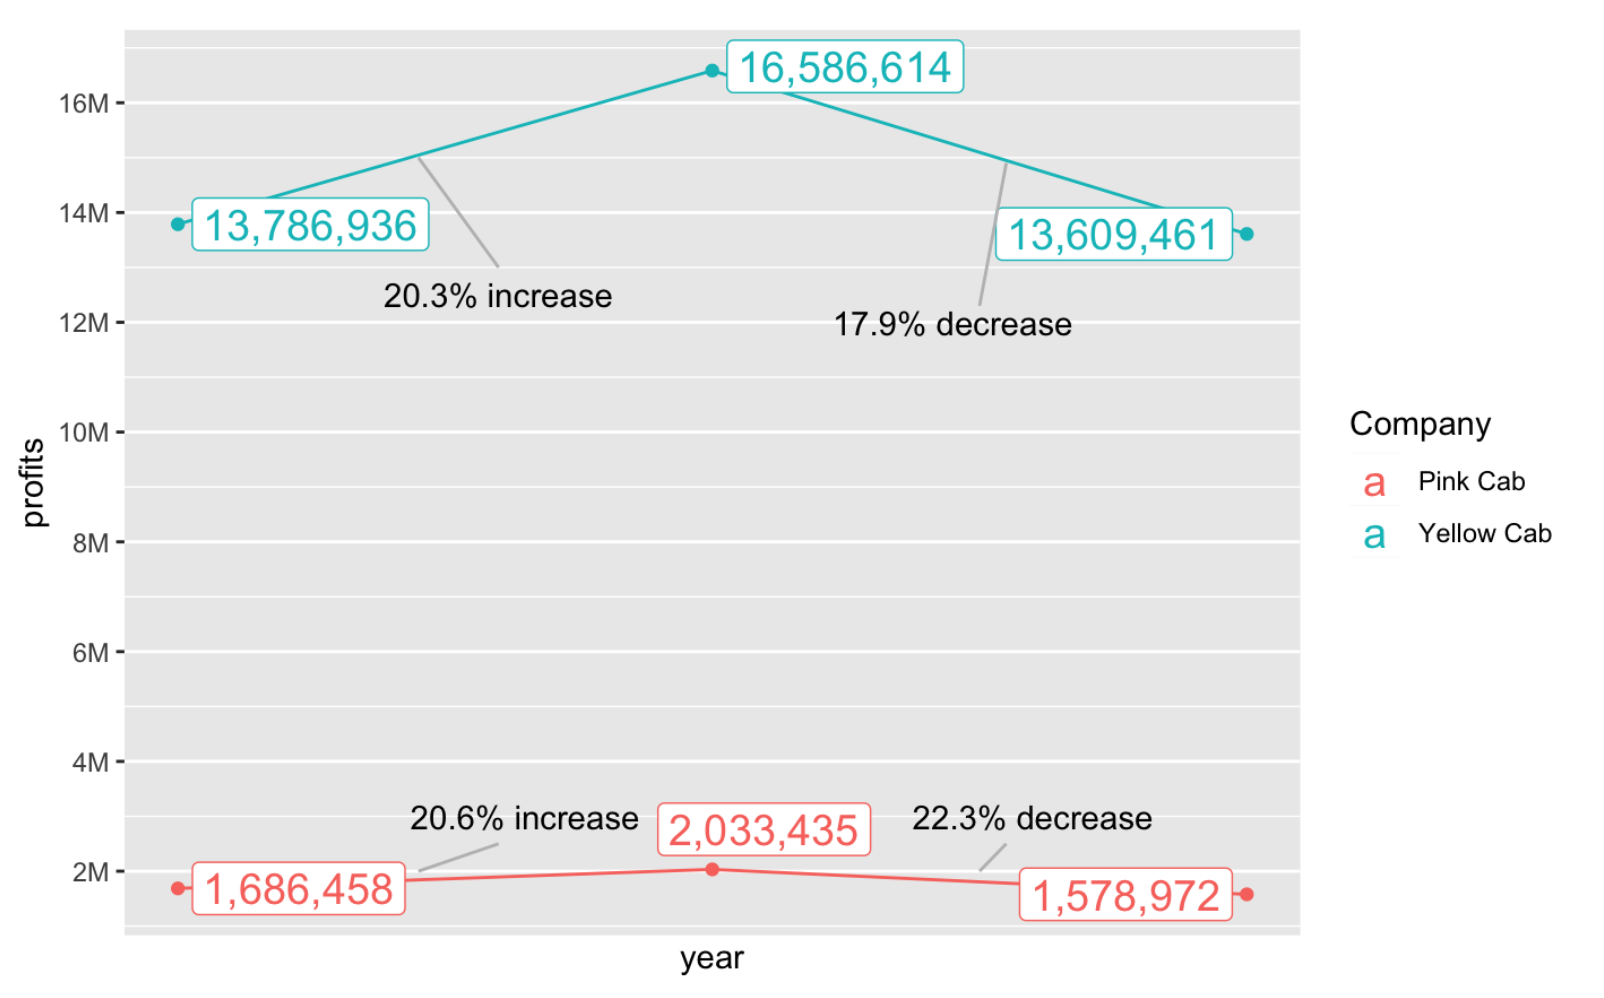 16,586,614
16M
14M
13,786,936
13,609,461
20.3% increase
12M
17.9% decrease
10M
Company
profits
a Pink Cab
8M
a Yellow Cab
6M
4M
20.6% increase
2,033,435
22.3% decrease
2M
1,686,458
1,578,972
year